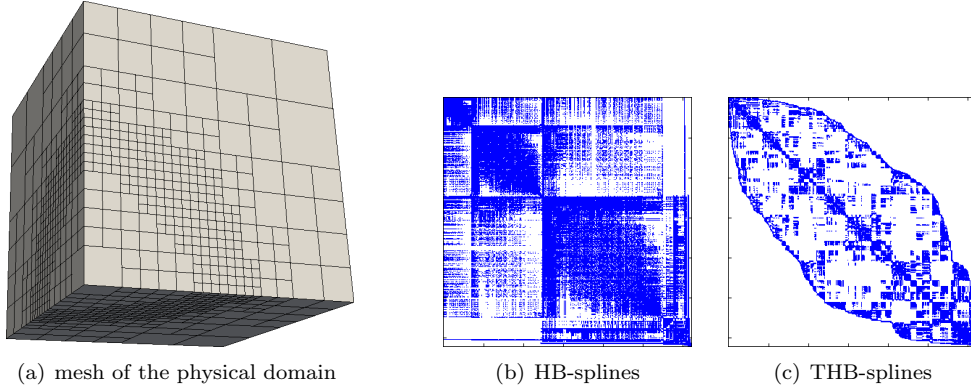 (a) mesh of the physical domain
(b) HB-splines
(c) THB-splines